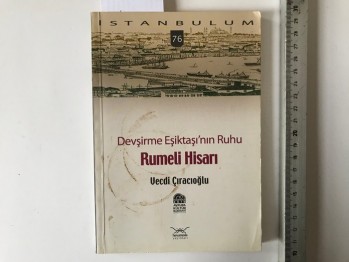 İSTANBULUM
76
Devşirme Eşiktaşı'nın Ruhu
Rumeli Hisarı
Vecdi Çıracıoğlu